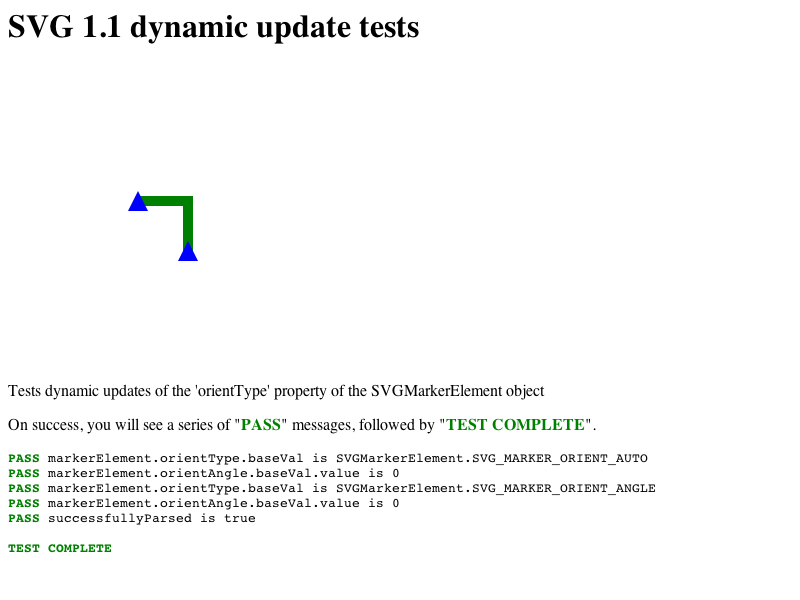 SVG 1.1 dynamic update tests
Tests dynamic updates of the 'orientType' property of the SVGMarkerElement object
On success, you will see a series of "PASS" messages, followed by "TEST COMPLETE".
PASS markerElement.orientType.baseVal is SVGMarkerElement.SVG_MARKER_ORIENT_AUTO
PASS markerElement.orientAngle.baseVal.value is 0
PASS markerElement.orientType.baseVal is SVGMarkerElement.SVG_MARKER_ORIENT_ANGLE
PASS markerElement.orientAngle.baseVal.value is 0
PASS successfullyParsed is true
TEST COMPLETE